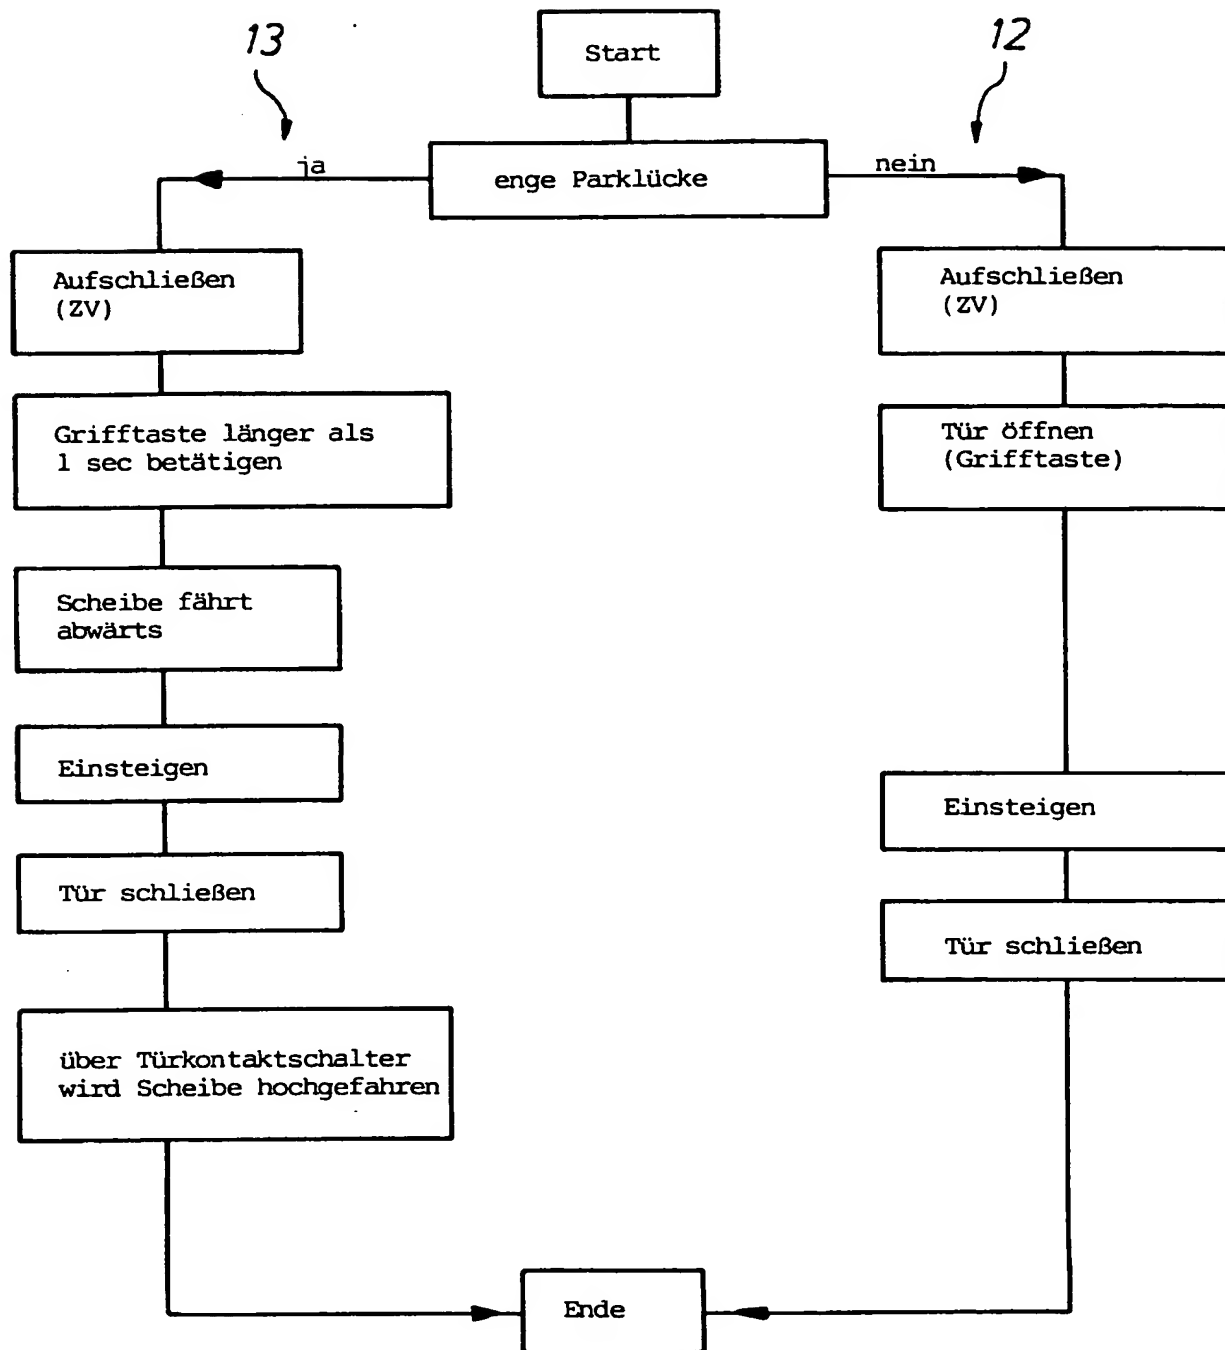 13
12
Start
ja
enge Parklücke
nein
Aufschließen
(ZV)
Grifftaste länger als
1 sec betätigen
Scheibe fährt
abwärts
Einsteigen
Tür schließen
über Türkontaktschalter
wird Scheibe hochgefahren
Aufschließen
(ZV)
Tür öffnen
(Grifftaste)
Einsteigen
Tür schließen
Ende